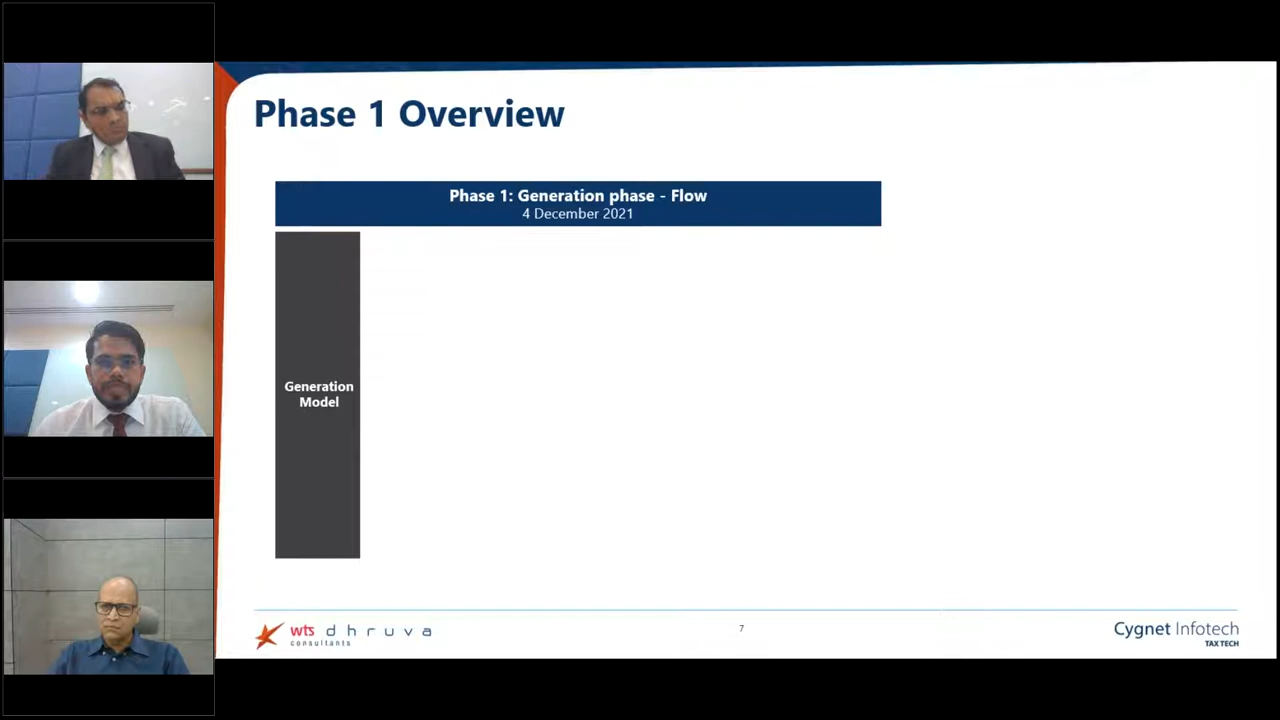 Phase 1 Overview
Phase 1: Generation phase - Flow
4 December 2021
Generation
Model
wts dhruva
consultants
7
Cygnet Infotech
TAX TECH